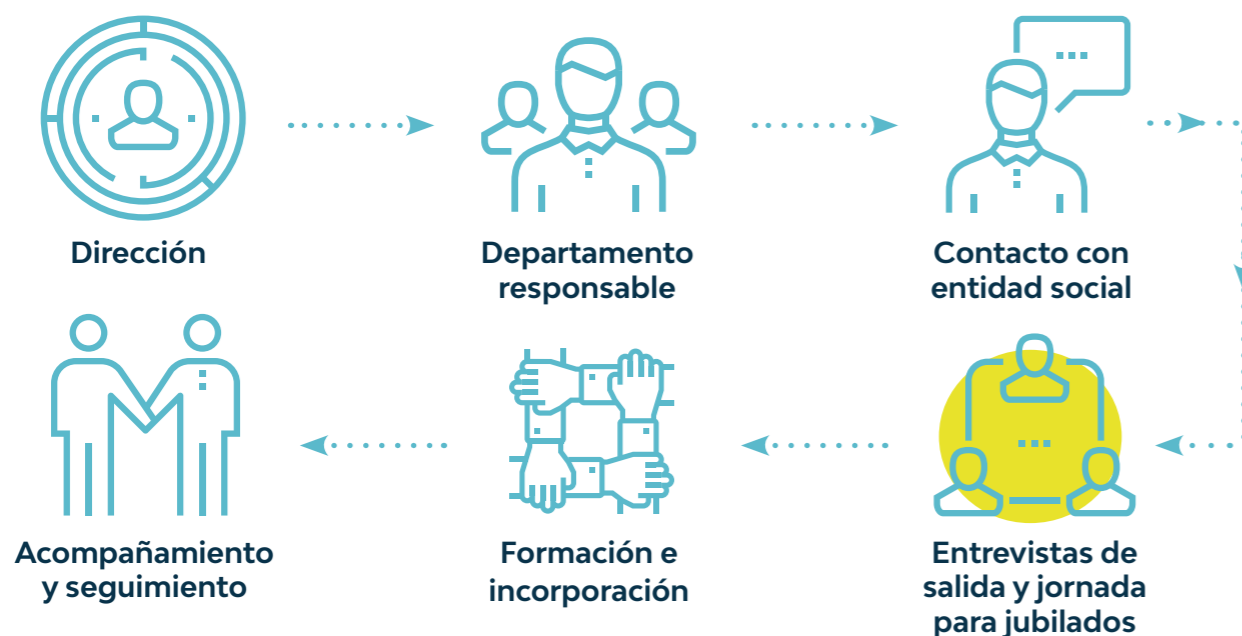 Dirección
Departamento
responsable
Contacto con
entidad social
Acompañamiento
y seguimiento
Formación e
incorporación
Entrevistas de
salida y jornada
para jubilados